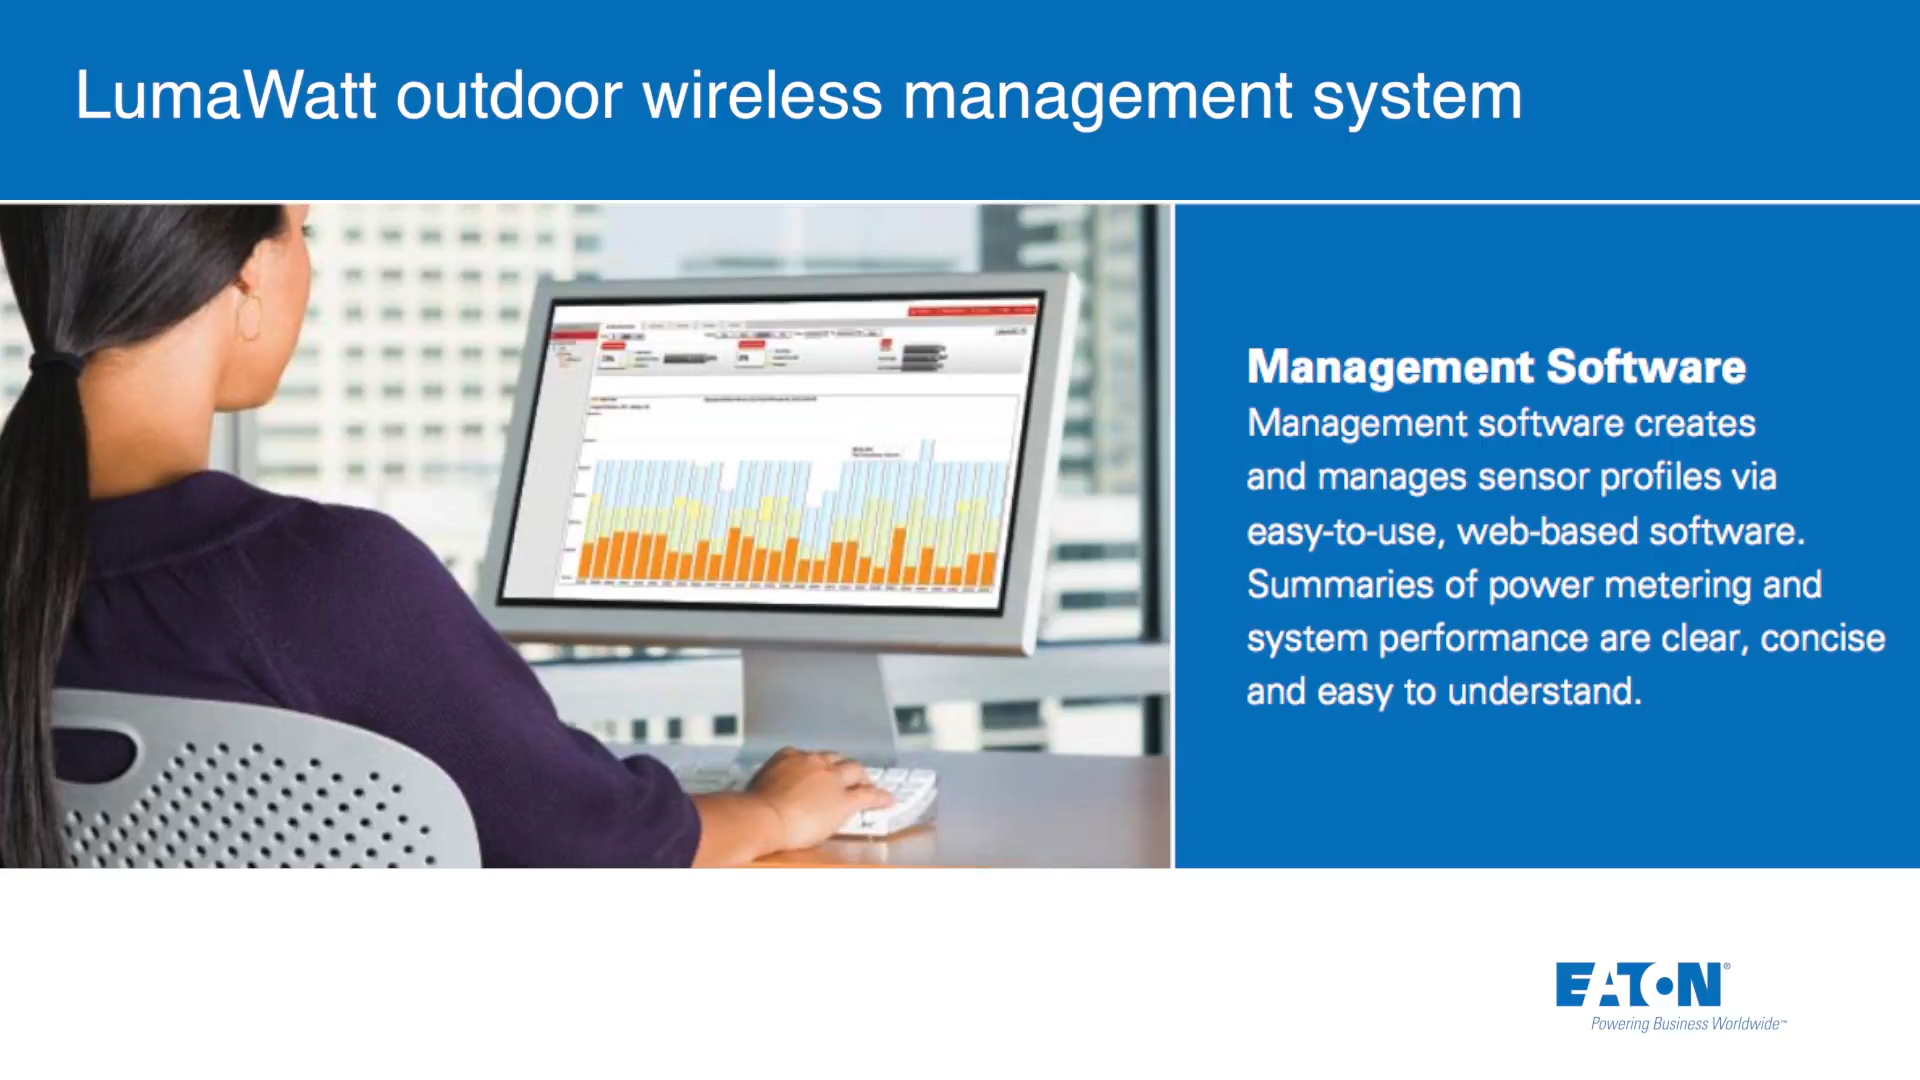 LumaWatt outdoor wireless management system
Management Software
Management software creates
and manages sensor profiles via
easy-to-use, web-based software.
Summaries of power metering and
system performance are clear, concise
and easy to understand.
EATON®
Powering Business Worldwide™